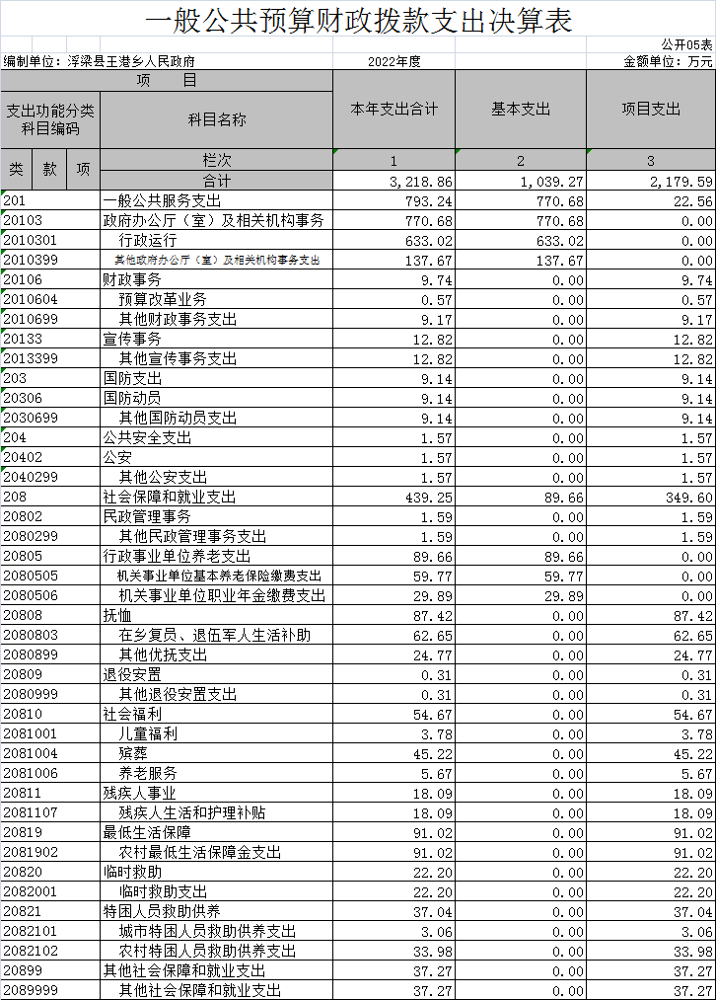 一般公共预算财政拨款支出决算表
公开05表
编制单位：浮梁县王港乡人民政府 2022年度 金额单位：万元
项 目 本年支出合计 基本支出 项目支出
支出功能分类科目编码 科目名称
类 款 项 栏次 1 2 3
合计 3,218.86 1,039.27 2,179.59
201 一般公共服务支出 793.24 770.68 22.56
20103 政府办公厅（室）及相关机构事务 770.68 770.68 0.00
2010301 行政运行 633.02 633.02 0.00
2010399 其他政府办公厅（室）及相关机构事务支出 137.67 137.67 0.00
20106 财政事务 9.74 0.00 9.74
2010604 预算改革业务 0.57 0.00 0.57
2010699 其他财政事务支出 9.17 0.00 9.17
20133 宣传事务 12.82 0.00 12.82
2013399 其他宣传事务支出 12.82 0.00 12.82
203 国防支出 9.14 0.00 9.14
20306 国防动员 9.14 0.00 9.14
2030699 其他国防动员支出 9.14 0.00 9.14
204 公共安全支出 1.57 0.00 1.57
20402 公安 1.57 0.00 1.57
2040299 其他公安支出 1.57 0.00 1.57
208 社会保障和就业支出 439.25 89.66 349.60
20802 民政管理事务 1.59 0.00 1.59
2080299 其他民政管理事务支出 1.59 0.00 1.59
20805 行政事业单位养老支出 89.66 89.66 0.00
2080505 机关事业单位基本养老保险缴费支出 59.77 59.77 0.00
2080506 机关事业单位职业年金缴费支出 29.89 29.89 0.00
20808 抚恤 87.42 0.00 87.42
2080803 在乡复员、退伍军人生活补助 62.65 0.00 62.65
2080899 其他优抚支出 24.77 0.00 24.77
20809 退役安置 0.31 0.00 0.31
2080999 其他退役安置支出 0.31 0.00 0.31
20810 社会福利 54.67 0.00 54.67
2081001 儿童福利 3.78 0.00 3.78
2081004 殡葬 45.22 0.00 45.22
2081006 养老服务 5.67 0.00 5.67
20811 残疾人事业 18.09 0.00 18.09
2081107 残疾人生活和护理补贴 18.09 0.00 18.09
20819 最低生活保障 91.02 0.00 91.02
2081902 农村最低生活保障金支出 91.02 0.00 91.02
20820 临时救助 22.20 0.00 22.20
2082001 临时救助支出 22.20 0.00 22.20
20821 特困人员救助供养 37.04 0.00 37.04
2082101 城市特困人员救助供养支出 3.06 0.00 3.06
2082102 农村特困人员救助供养支出 33.98 0.00 33.98
20899 其他社会保障和就业支出 37.27 0.00 37.27
2089999 其他社会保障和就业支出 37.27 0.00 37.27